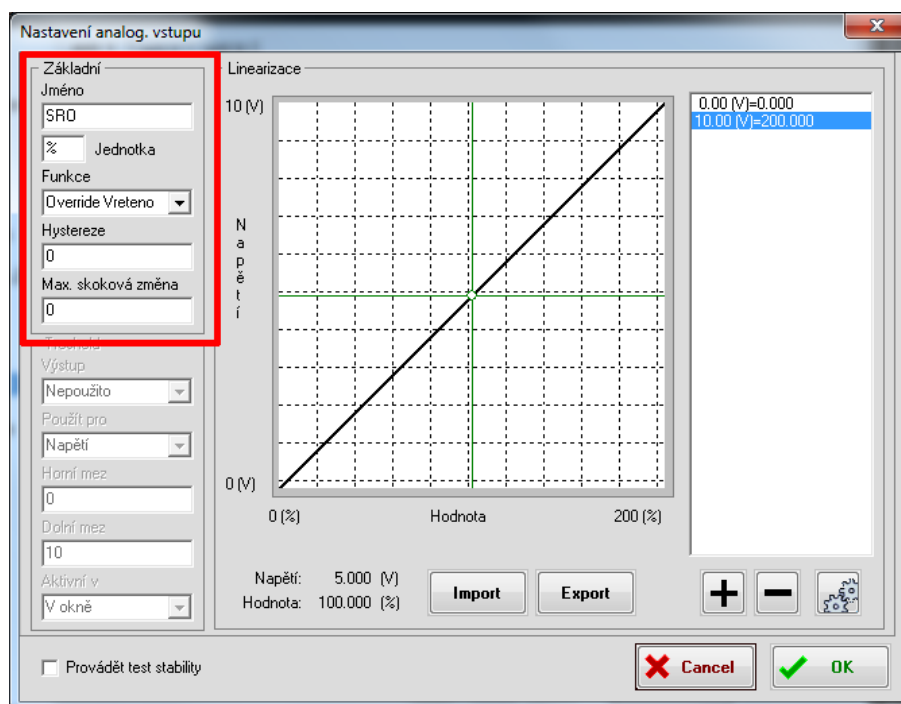 Nastavení analog. vstupu
x
Základní
Jméno
SRO
% Jednotka
Funkce
Override Vreteno
Hystereze
0
Max. skoková změna
0
Treshold
Výstup
Nepoužito
Použít pro
Napětí
Horní mez
0
Dolní mez
10
Aktivní v
V okně
Linearizace
10 (V)
Napětí
0 (V)
0 (%) Hodnota 200 (%)
0.00 (V)=0.000
10.00 (V)=200.000
Napětí: 5.000 (V)
Hodnota: 100.000 (%)
Import
Export
Provádět test stability
Cancel
OK